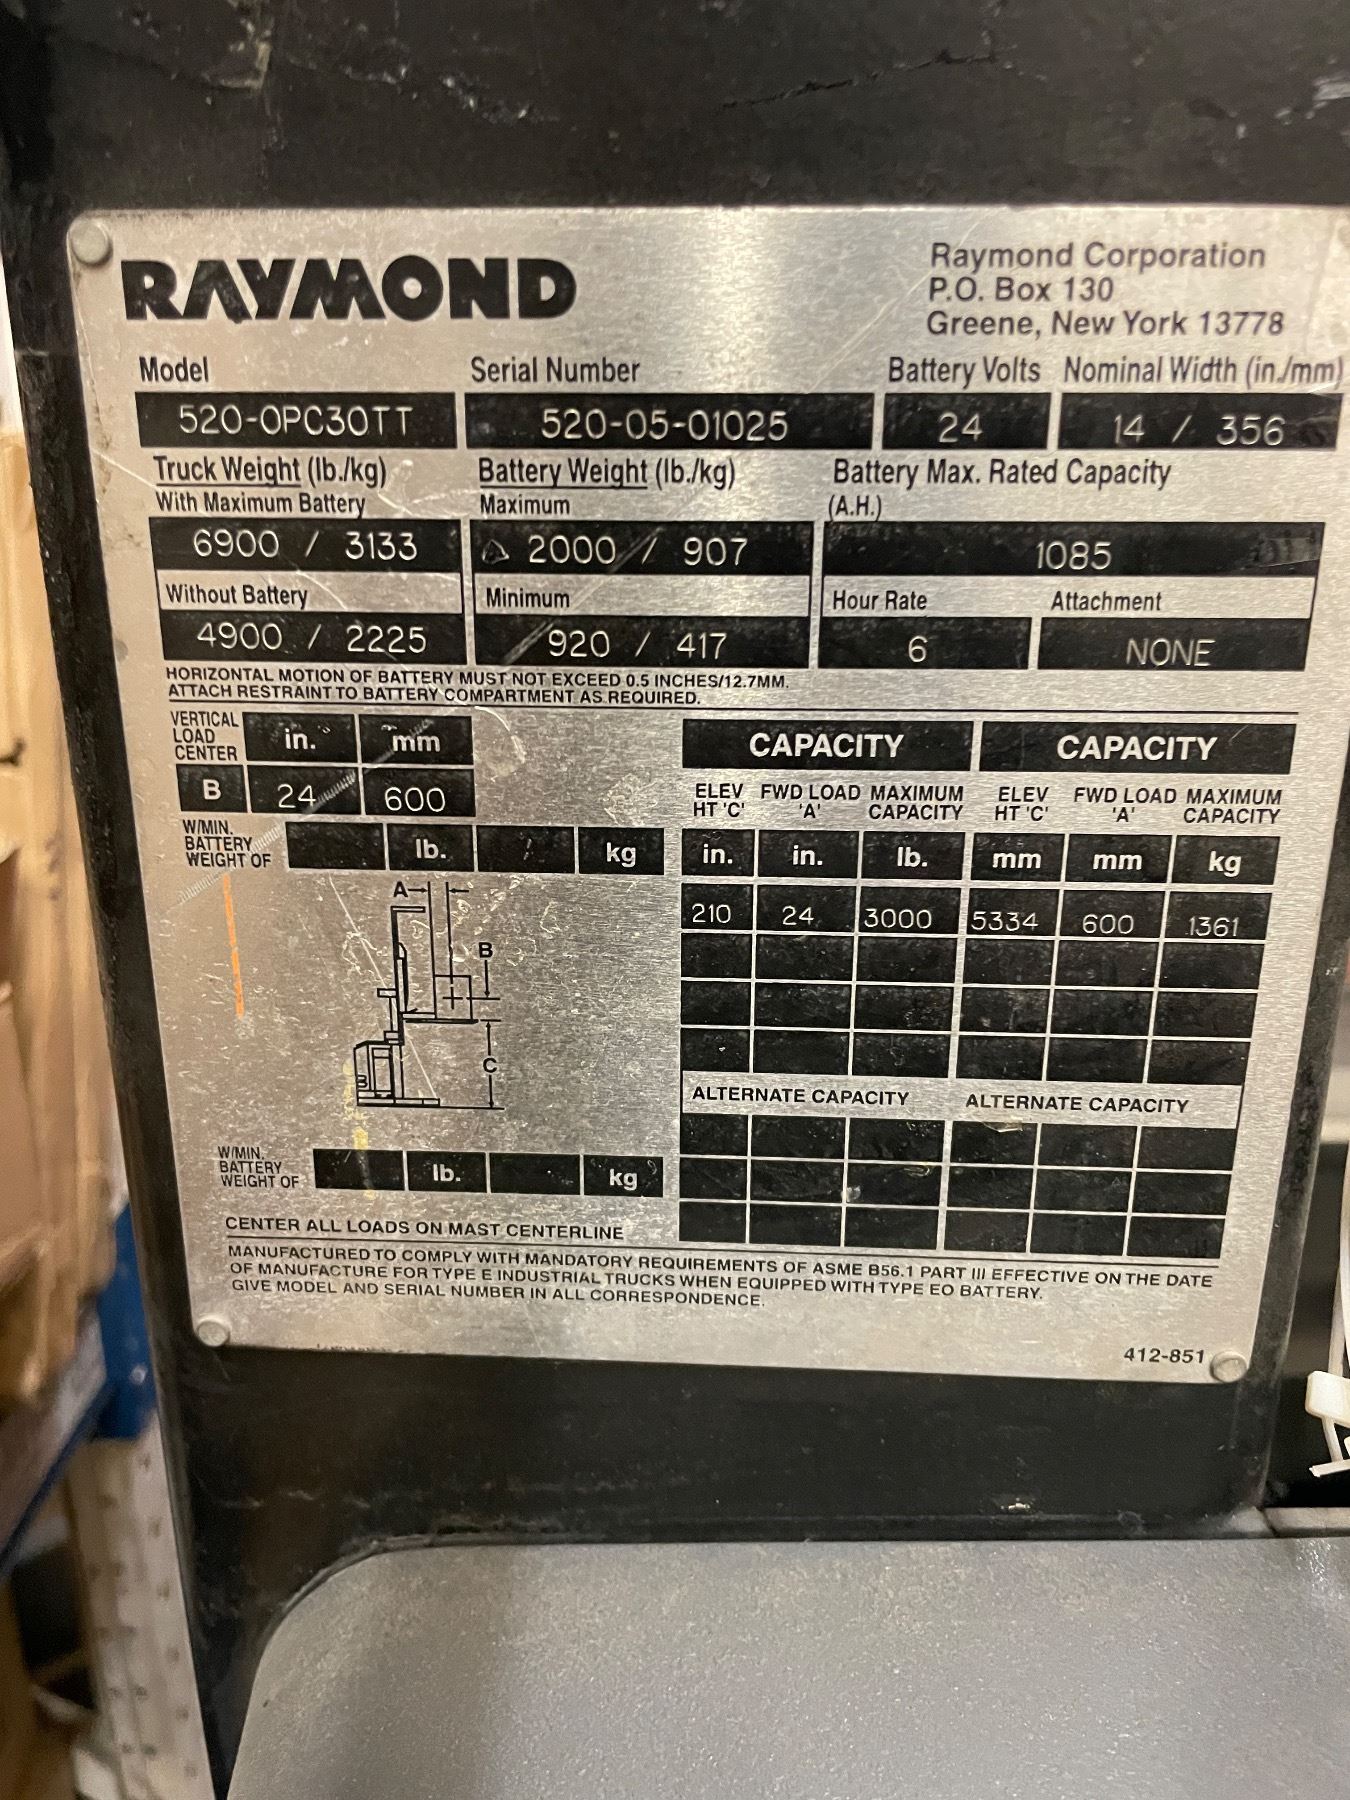 RAYMOND
Raymond Corporation
P.O. Box 130
Greene, New York 13778
Model Serial Number Battery Volts Nominal Width (in./mm)
520-OPC30TT 520-05-01025 24 14 / 356
Truck Weight (lb./kg) Battery Weight (lb./kg) Battery Max. Rated Capacity
With Maximum Battery Maximum (A.H.)
6900 / 3133 2000 / 907 1085
Without Battery Minimum Hour Rate Attachment
4900 / 2225 920 / 417 6 NONE
HORIZONTAL MOTION OF BATTERY MUST NOT EXCEED 0.5 INCHES/12.7MM.
ATTACH RESTRAINT TO BATTERY COMPARTMENT AS REQUIRED.
VERTICAL
LOAD
CENTER in. mm
B 24 600
W/MIN.
BATTERY
WEIGHT OF lb. / kg
CAPACITY CAPACITY
ELEV FWD LOAD MAXIMUM ELEV FWD LOAD MAXIMUM
HT 'C' 'A' CAPACITY HT 'C' 'A' CAPACITY
in. in. lb. mm mm kg
210 24 3000 5334 600 1361
A
B
C
ALTERNATE CAPACITY ALTERNATE CAPACITY
W/MIN.
BATTERY
WEIGHT OF lb. kg
CENTER ALL LOADS ON MAST CENTERLINE
MANUFACTURED TO COMPLY WITH MANDATORY REQUIREMENTS OF ASME B56.1 PART III EFFECTIVE ON THE DATE
OF MANUFACTURE FOR TYPE E INDUSTRIAL TRUCKS WHEN EQUIPPED WITH TYPE EO BATTERY.
GIVE MODEL AND SERIAL NUMBER IN ALL CORRESPONDENCE.
412-851